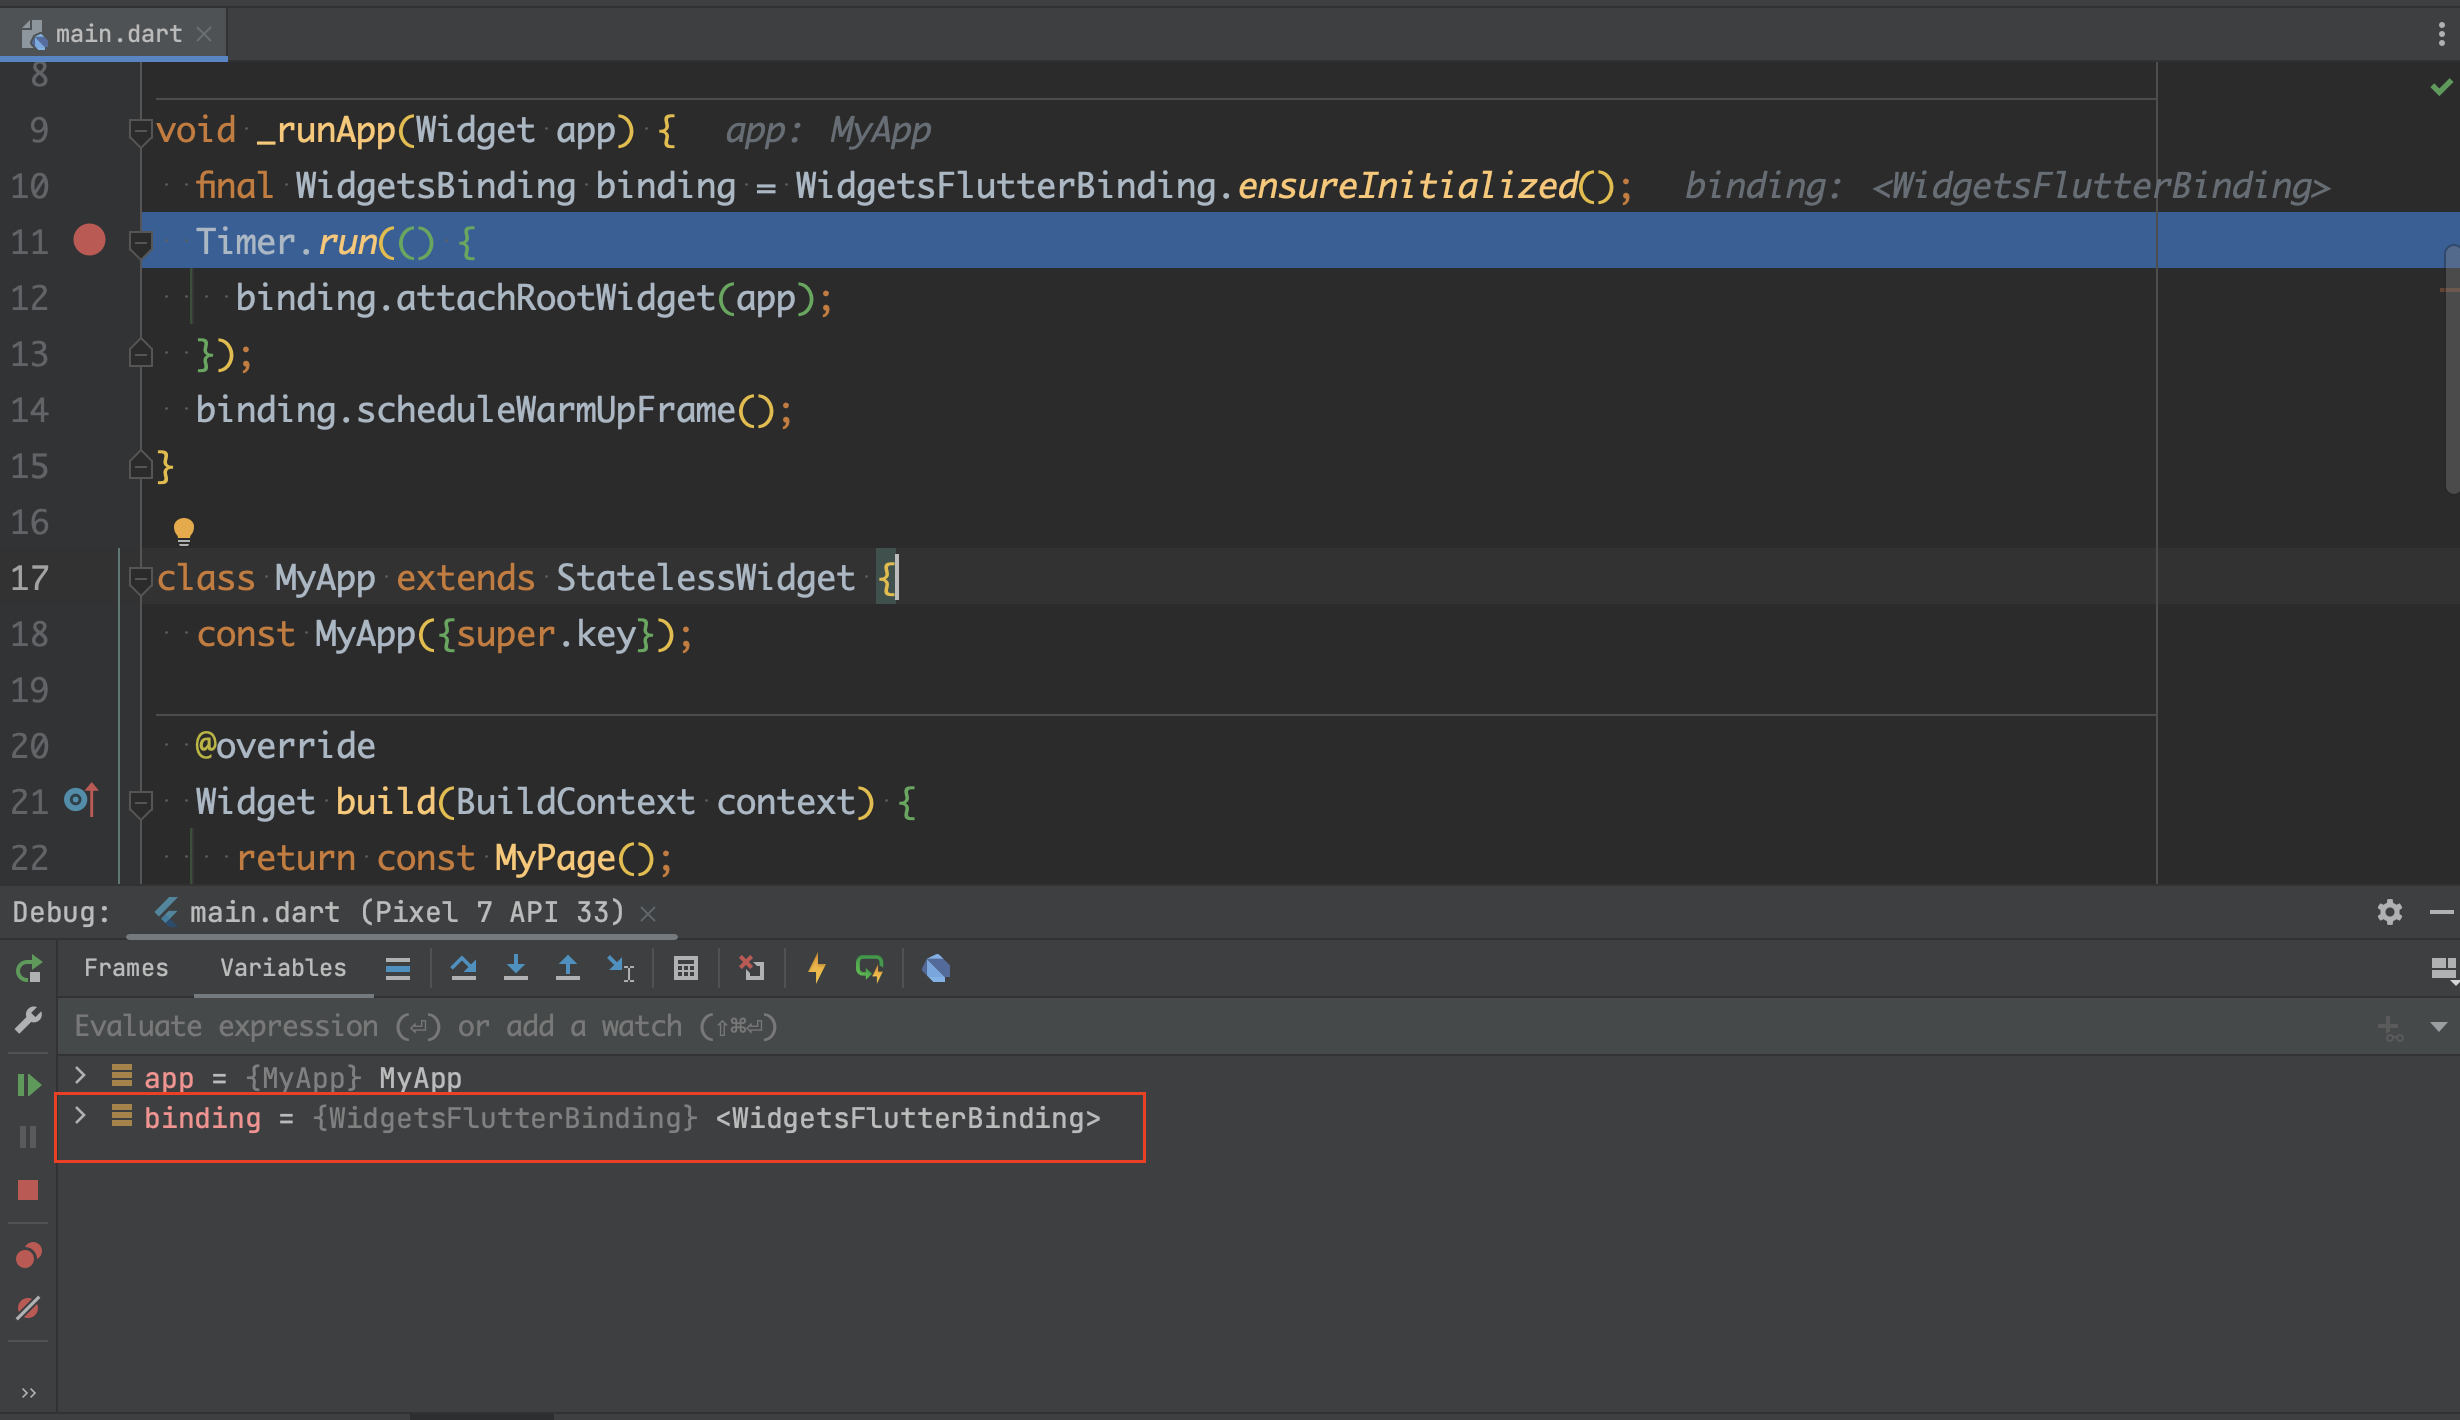 main.dart
8
9 void _runApp(Widget app) { app: MyApp
10 final WidgetsBinding binding = WidgetsFlutterBinding.ensureInitialized(); binding: <WidgetsFlutterBinding>
11 Timer.run(() {
12 binding.attachRootWidget(app);
13 });
14 binding.scheduleWarmUpFrame();
15 }
16
17 class MyApp extends StatelessWidget {
18 const MyApp({super.key});
19
20 @override
21 Widget build(BuildContext context) {
22 return const MyPage();
Debug: main.dart (Pixel 7 API 33)
Frames Variables
Evaluate expression (⏎) or add a watch (⇧⌘⏎)
app = {MyApp} MyApp
binding = {WidgetsFlutterBinding} <WidgetsFlutterBinding>